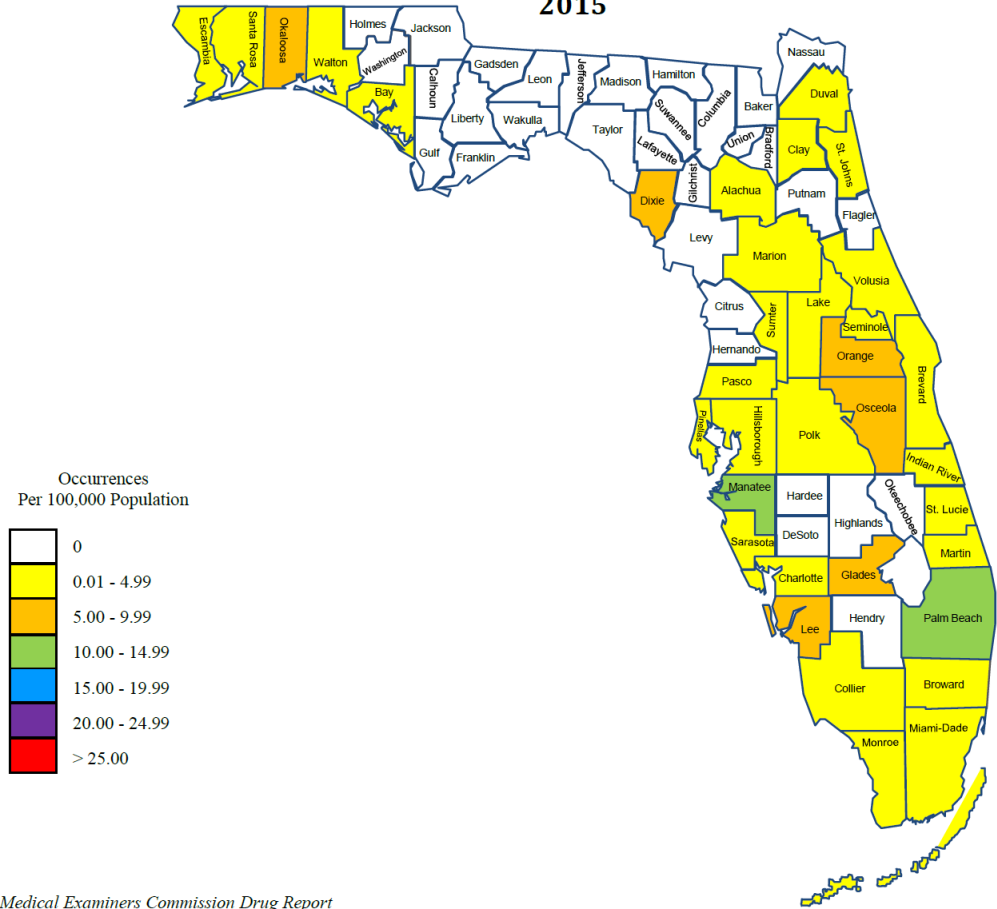 2015
Escambia
Santa Rosa
Okaloosa
Walton
Holmes
Washington
Jackson
Bay
Calhoun
Gulf
Gadsden
Liberty
Franklin
Leon
Wakulla
Jefferson
Madison
Taylor
Hamilton
Suwannee
Lafayette
Columbia
Dixie
Gilchrist
Union
Bradford
Baker
Nassau
Duval
Clay
St. Johns
Alachua
Putnam
Flagler
Levy
Marion
Volusia
Citrus
Sumter
Lake
Seminole
Hernando
Orange
Pasco
Brevard
Osceola
Pinellas
Hillsborough
Polk
Indian River
Manatee
Hardee
Highlands
Okeechobee
St. Lucie
Sarasota
DeSoto
Martin
Charlotte
Glades
Lee
Hendry
Palm Beach
Collier
Broward
Miami-Dade
Monroe
Occurrences
Per 100,000 Population
0
0.01 - 4.99
5.00 - 9.99
10.00 - 14.99
15.00 - 19.99
20.00 - 24.99
> 25.00
Medical Examiners Commission Drug Report